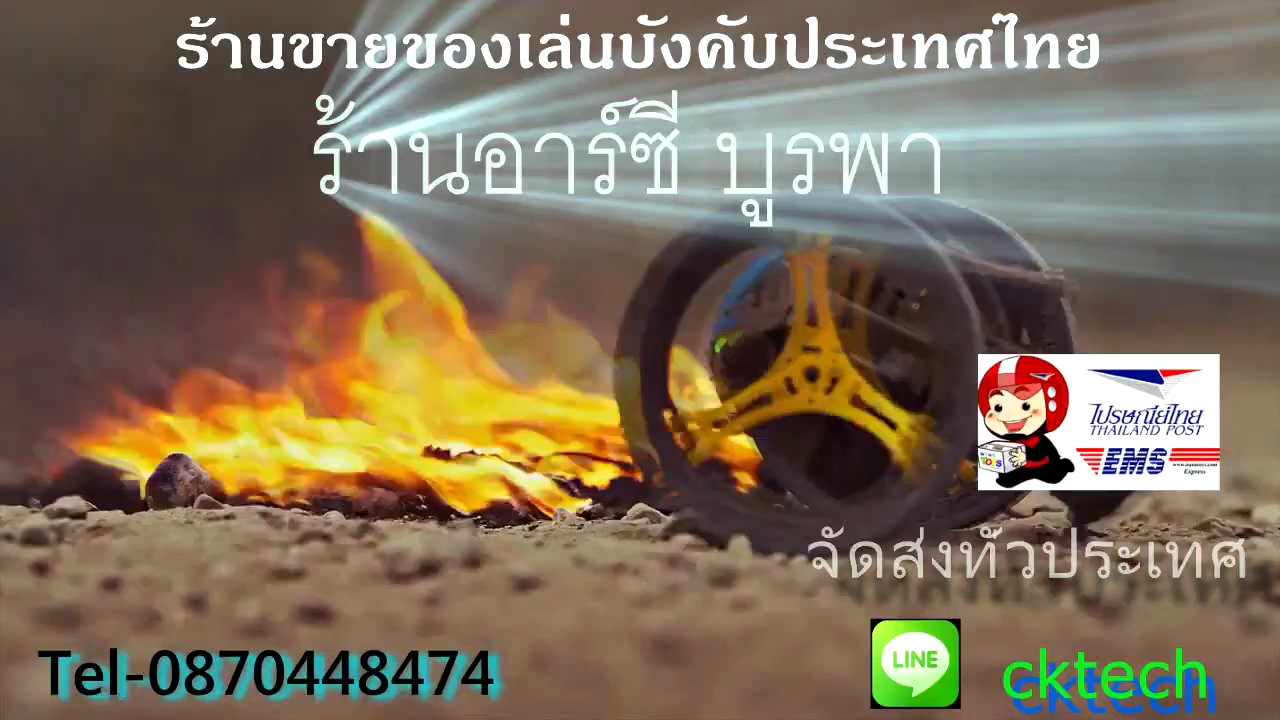 ร้านขายของเล่นบังคับประเทศไทย
ร้านอาร์ซี บูรพา
ไปรษณีย์ไทย
THAILAND POST
EMS
Express
TOYS
จัดส่งทั่วประเทศ
Tel-0870448474
LINE
cktech